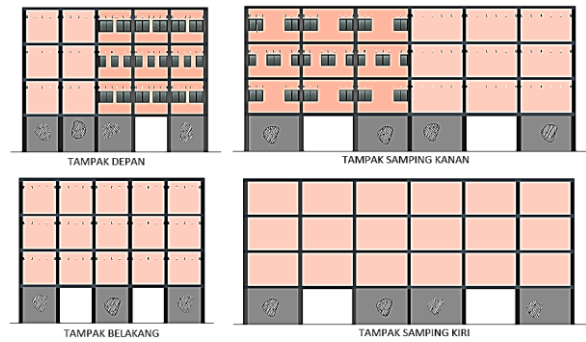 TAMPAK DEPAN
TAMPAK SAMPING KANAN
TAMPAK BELAKANG
TAMPAK SAMPING KIRI